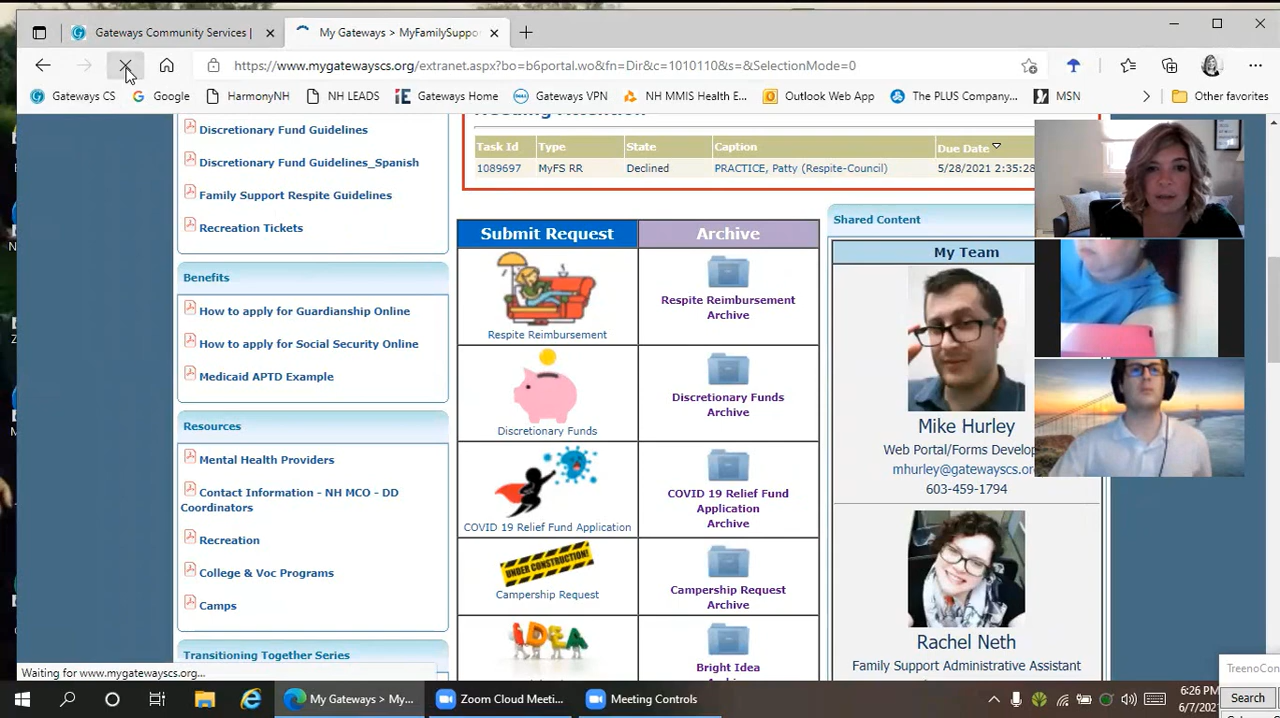 Gateways Community Services |
My Gateways > MyFamilySuppo
https://www.mygatewayscs.org/extranet.aspx?bo=b6portal.wo&fn=Dir&c=1010110&s=&SelectionMode=0
Gateways CS
Google
HarmonyNH
NH LEADS
Gateways Home
Gateways VPN
NH MMIS Health E...
Outlook Web App
The PLUS Company...
MSN
Other favorites
Discretionary Fund Guidelines
Discretionary Fund Guidelines_Spanish
Family Support Respite Guidelines
Recreation Tickets
Benefits
How to apply for Guardianship Online
How to apply for Social Security Online
Medicaid APTD Example
Resources
Mental Health Providers
Contact Information - NH MCO - DD
Coordinators
Recreation
College & Voc Programs
Camps
Transitioning Together Series
Task Id Type State Caption Due Date
1089697 MyFS RR Declined PRACTICE, Patty (Respite-Council) 5/28/2021 2:35:28
Submit Request
Archive
Respite Reimbursement
Respite Reimbursement
Archive
Discretionary Funds
Discretionary Funds
Archive
COVID 19 Relief Fund Application
COVID 19 Relief Fund
Application
Archive
UNDER CONSTRUCTION!
Campership Request
Campership Request
Archive
IDEA
Bright Idea
Shared Content
My Team
Mike Hurley
Web Portal/Forms Develop
mhurley@gatewayscs.or
603-459-1794
Rachel Neth
Family Support Administrative Assistant
Waiting for www.mygatewayscs.org...
TreenoCon
Search
My Gateways > My...
Zoom Cloud Meeti...
Meeting Controls
6:26 PM
6/7/202